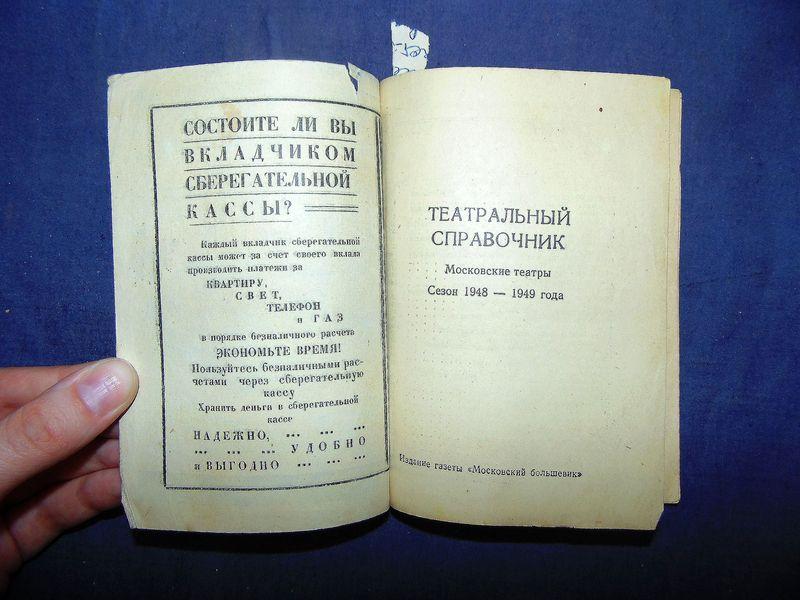 СОСТОИТЕ ЛИ ВЫ
ВКЛАДЧИКОМ
СБЕРЕГАТЕЛЬНОЙ
КАССЫ?
Каждый вкладчик сберегательной
кассы может за счет своего вклада
производить платежи за
КВАРТИРУ,
СВЕТ,
ТЕЛЕФОН
и ГАЗ
в порядке безналичного расчета
ЭКОНОМЬТЕ ВРЕМЯ!
Пользуйтесь безналичными рас-
четами через сберегательную
кассу
Хранить деньги в сберегательной
кассе
НАДЕЖНО, ... ... ...
... ... ... УДОБНО
и ВЫГОДНО ... ... ...
ТЕАТРАЛЬНЫЙ
СПРАВОЧНИК
Московские театры
Сезон 1948 — 1949 года
Издание газеты «Московский большевик»